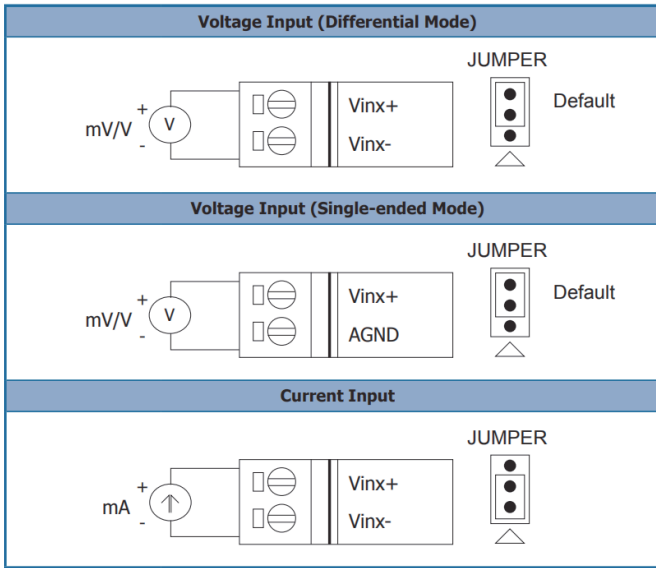 Voltage Input (Differential Mode)
JUMPER
+
mV/V
-
V
Vinx+
Vinx-
Default
Voltage Input (Single-ended Mode)
JUMPER
+
mV/V
-
V
Vinx+
AGND
Default
Current Input
JUMPER
+
mA
-
Vinx+
Vinx-